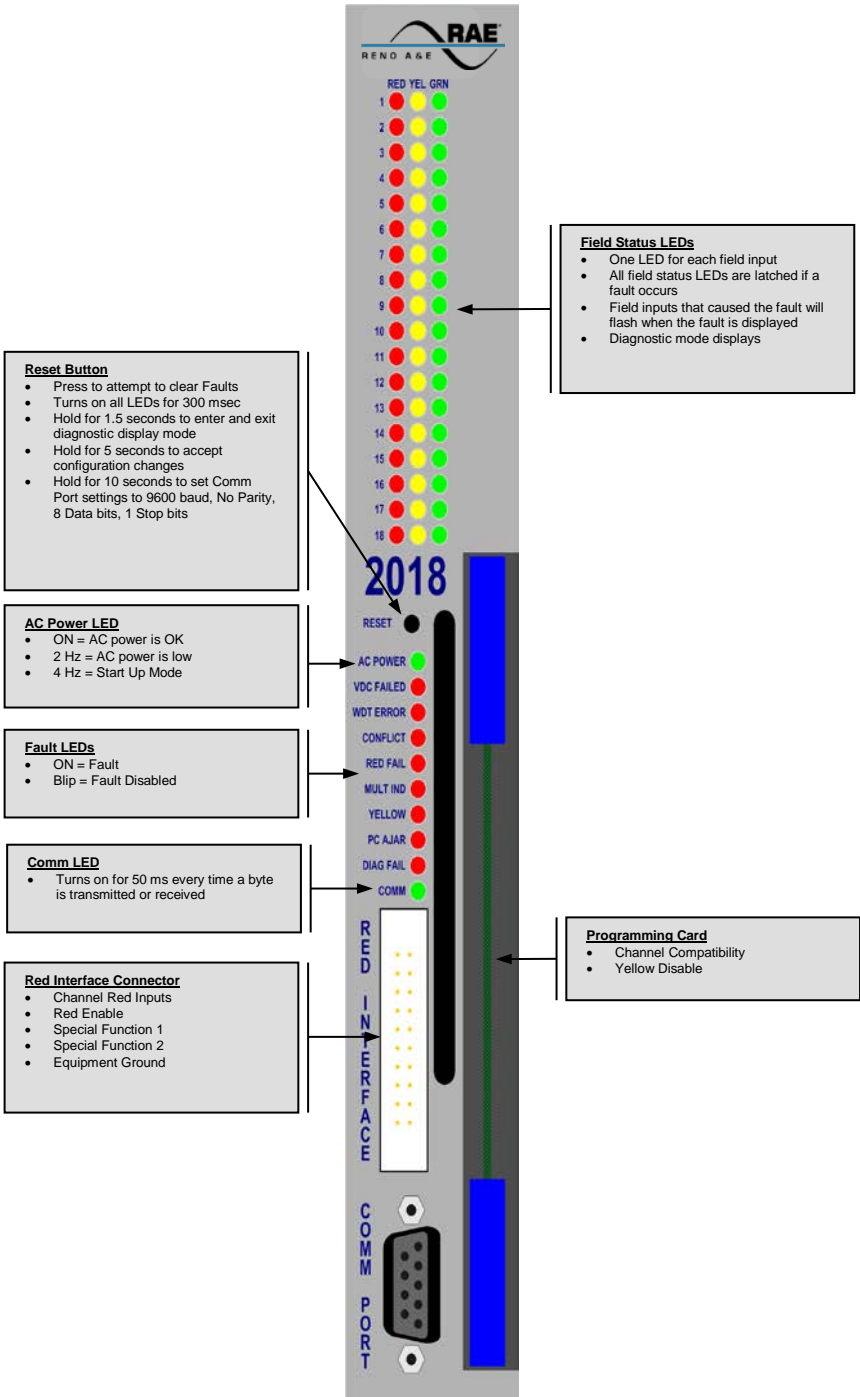 RAE
RENO A & E
RED YEL GRN
1
2
3
4
5
6
7
8
9
10
11
12
13
14
15
16
17
18
2018
RESET
AC POWER
VDC FAILED
WDT ERROR
CONFLICT
RED FAIL
MULT IND
YELLOW
PC AJAR
DIAG FAIL
COMM
RED INTERFACE
COMM PORT
Field Status LEDs
• One LED for each field input
• All field status LEDs are latched if a
fault occurs
• Field inputs that caused the fault will
flash when the fault is displayed
• Diagnostic mode displays
Reset Button
• Press to attempt to clear Faults
• Turns on all LEDs for 300 msec
• Hold for 1.5 seconds to enter and exit
diagnostic display mode
• Hold for 5 seconds to accept
configuration changes
• Hold for 10 seconds to set Comm
Port settings to 9600 baud, No Parity,
8 Data bits, 1 Stop bits
AC Power LED
• ON = AC power is OK
• 2 Hz = AC power is low
• 4 Hz = Start Up Mode
Fault LEDs
• ON = Fault
• Blip = Fault Disabled
Comm LED
• Turns on for 50 ms every time a byte
is transmitted or received
Programming Card
• Channel Compatibility
• Yellow Disable
Red Interface Connector
• Channel Red Inputs
• Red Enable
• Special Function 1
• Special Function 2
• Equipment Ground